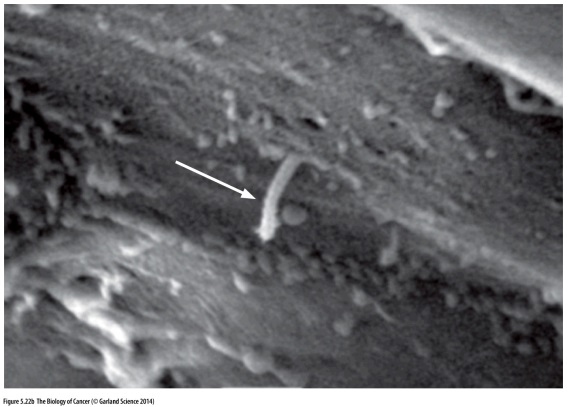 Figure 5.22b The Biology of Cancer (© Garland Science 2014)